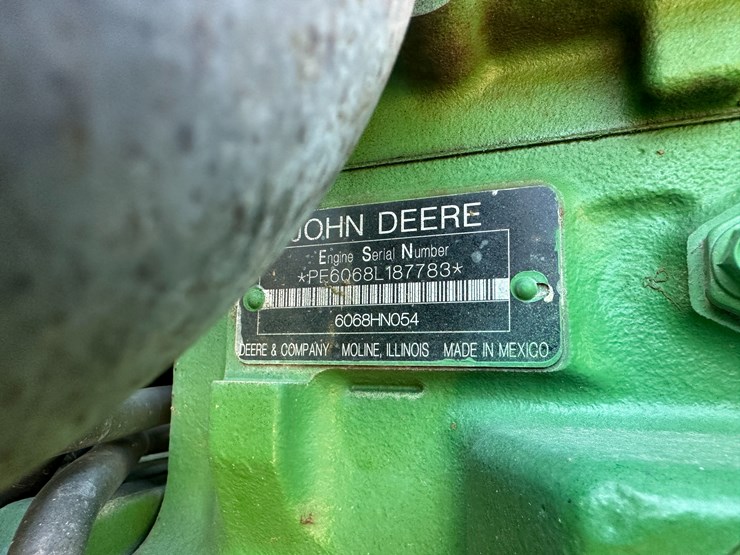 JOHN DEERE
Engine Serial Number
*PE6068L187783*
6068HN054
DEERE & COMPANY MOLINE, ILLINOIS MADE IN MEXICO